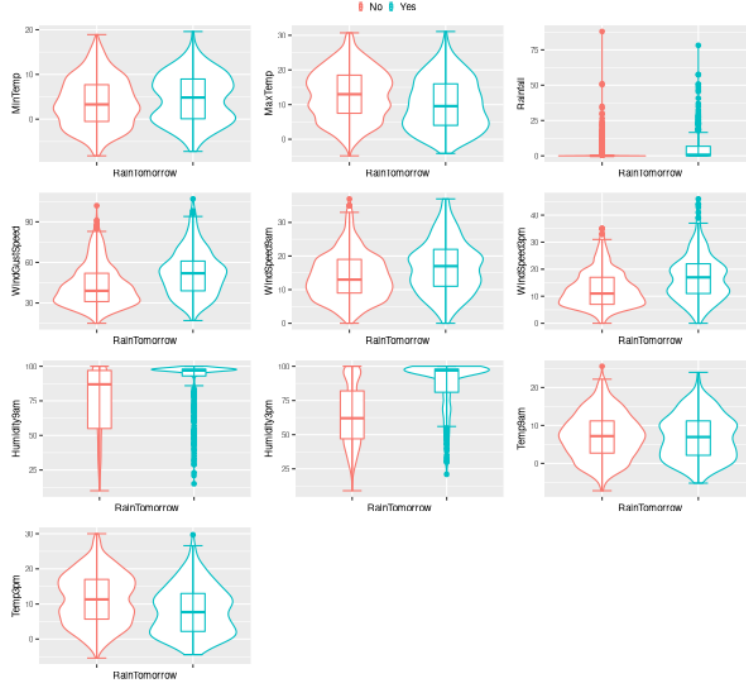 No Yes
MinTemp
20
10
0
RainTomorrow
MaxTemp
30
20
10
0
RainTomorrow
Rainfall
75
50
25
0
RainTomorrow
WindGustSpeed
90
60
30
RainTomorrow
WindSpeed9am
30
20
10
0
RainTomorrow
WindSpeed3pm
40
30
20
10
0
RainTomorrow
Humidity9am
100
75
50
25
RainTomorrow
Humidity3pm
100
75
50
25
RainTomorrow
Temp9am
20
10
0
RainTomorrow
Temp3pm
30
20
10
0
RainTomorrow